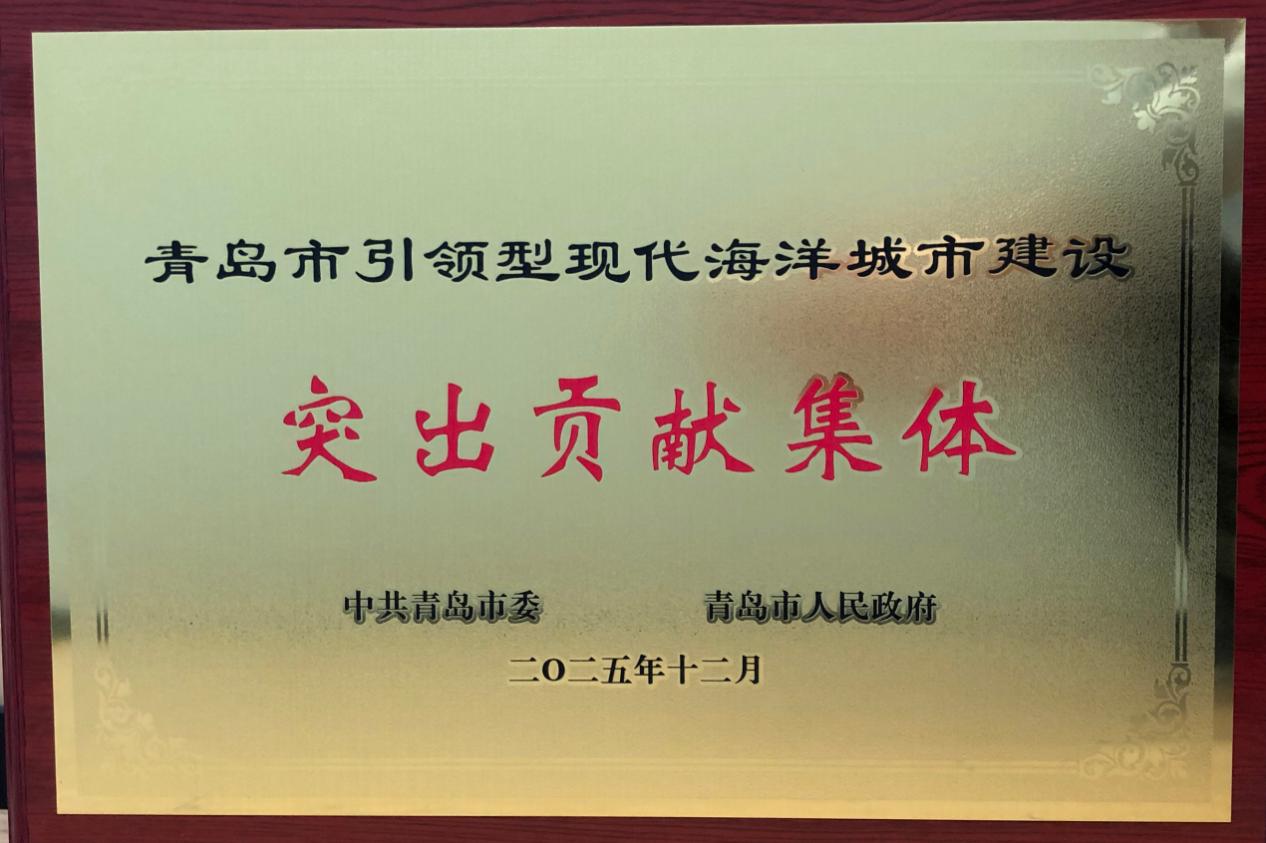 青岛市引领型现代海洋城市建设
突出贡献集体
中共青岛市委 青岛市人民政府
二〇二五年十二月